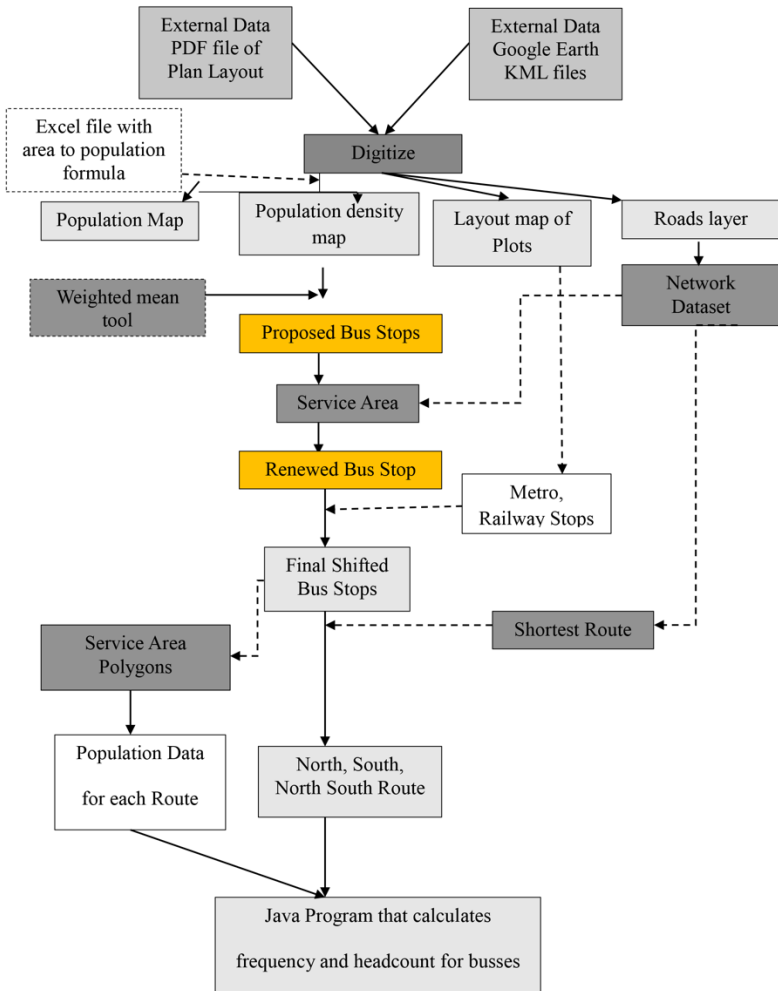 External Data
PDF file of
Plan Layout
External Data
Google Earth
KML files
Excel file with
area to population
formula
Digitize
Population Map
Population density
map
Layout map of
Plots
Roads layer
Weighted mean
tool
Network
Dataset
Proposed Bus Stops
Service Area
Renewed Bus Stop
Metro,
Railway Stops
Final Shifted
Bus Stops
Service Area
Polygons
Shortest Route
Population Data
for each Route
North, South,
North South Route
Java Program that calculates
frequency and headcount for busses